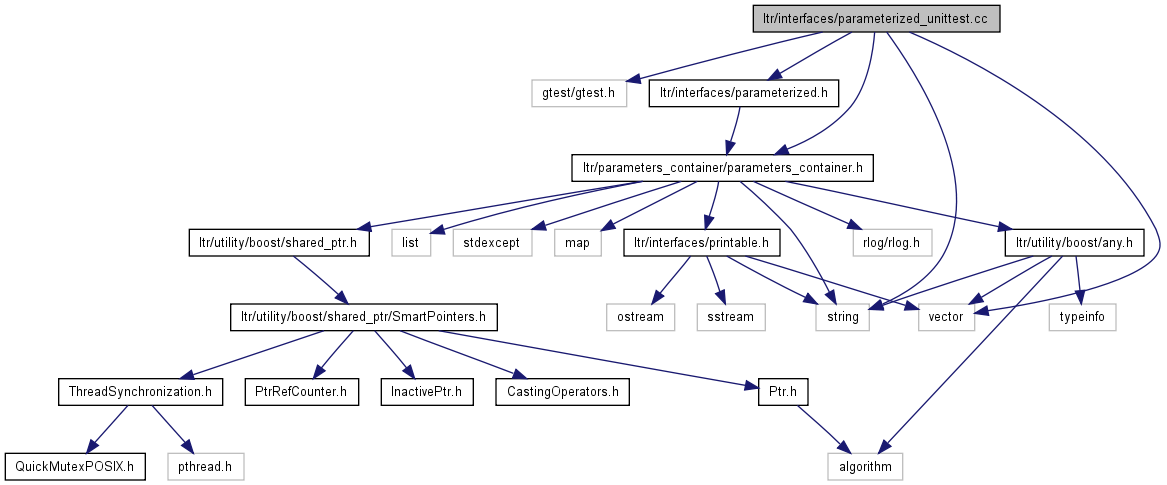 ltr/interfaces/parameterized_unittest.cc
gtest/gtest.h
ltr/interfaces/parameterized.h
ltr/parameters_container/parameters_container.h
ltr/utility/boost/shared_ptr.h
list
stdexcept
map
ltr/interfaces/printable.h
rlog/rlog.h
ltr/utility/boost/any.h
ltr/utility/boost/shared_ptr/SmartPointers.h
ostream
sstream
string
vector
typeinfo
ThreadSynchronization.h
PtrRefCounter.h
InactivePtr.h
CastingOperators.h
Ptr.h
QuickMutexPOSIX.h
pthread.h
algorithm